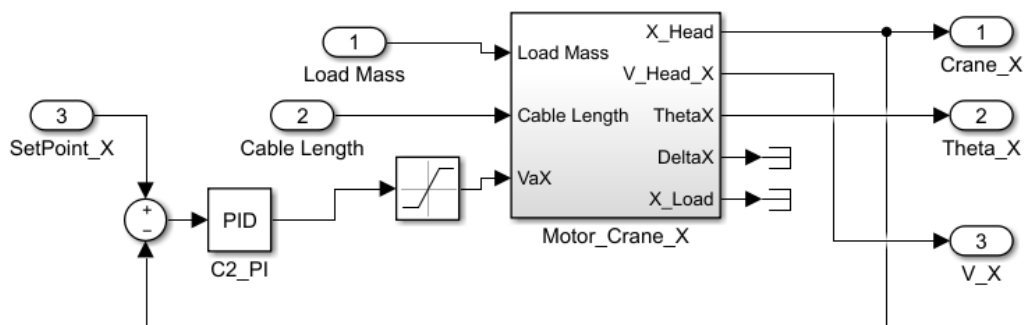 1
Load Mass
2
Cable Length
3
SetPoint_X
+
−
PID
C2_PI
Load Mass
Cable Length
VaX
X_Head
V_Head_X
ThetaX
DeltaX
X_Load
Motor_Crane_X
1
Crane_X
2
Theta_X
3
V_X